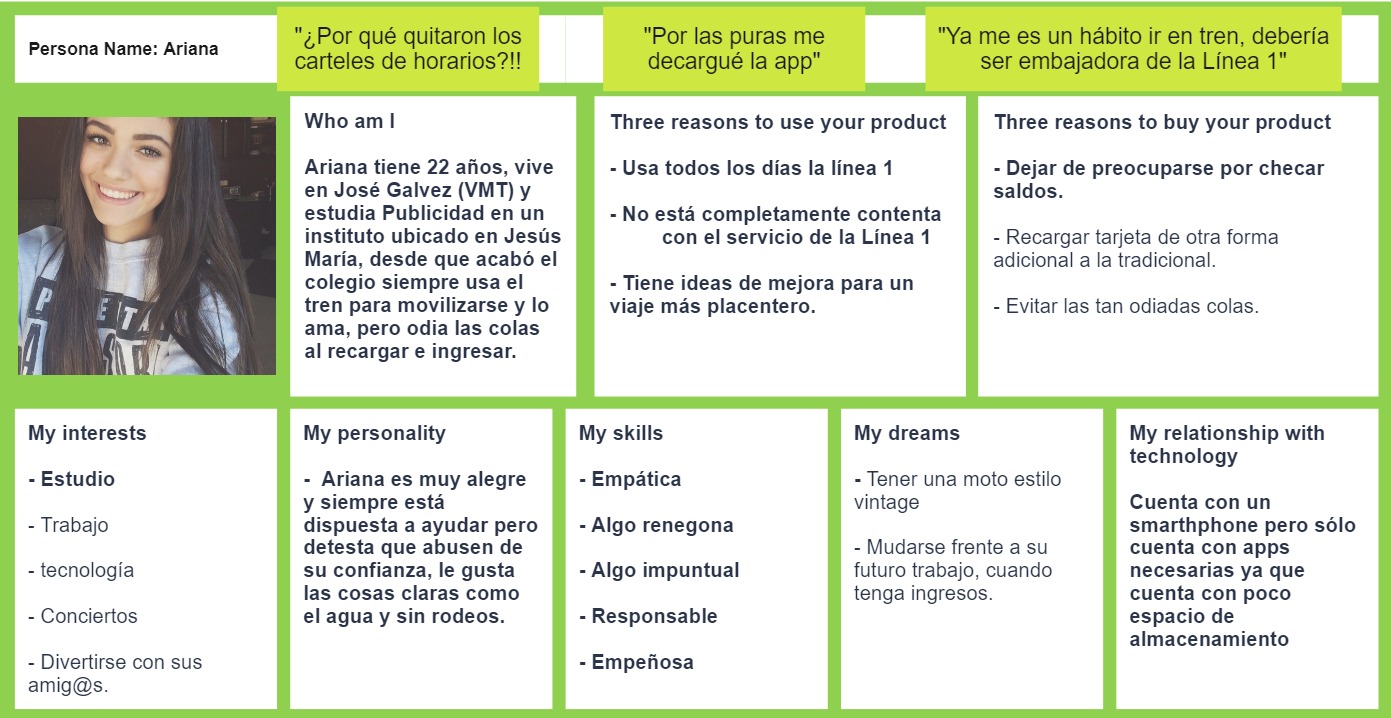 Persona Name: Ariana
"¿Por qué quitaron los
carteles de horarios?!!
"Por las puras me
decargué la app"
"Ya me es un hábito ir en tren, debería
ser embajadora de la Línea 1"
Who am I
Ariana tiene 22 años, vive
en José Galvez (VMT) y
estudia Publicidad en un
instituto ubicado en Jesús
María, desde que acabó el
colegio siempre usa el
tren para movilizarse y lo
ama, pero odia las colas
al recargar e ingresar.
Three reasons to use your product
- Usa todos los días la línea 1
- No está completamente contenta
con el servicio de la Línea 1
- Tiene ideas de mejora para un
viaje más placentero.
Three reasons to buy your product
- Dejar de preocuparse por checar
saldos.
- Recargar tarjeta de otra forma
adicional a la tradicional.
- Evitar las tan odiadas colas.
My interests
- Estudio
- Trabajo
- tecnología
- Conciertos
- Divertirse con sus
amig@s.
My personality
- Ariana es muy alegre
y siempre está
dispuesta a ayudar pero
detesta que abusen de
su confianza, le gusta
las cosas claras como
el agua y sin rodeos.
My skills
- Empática
- Algo renegona
- Algo impuntual
- Responsable
- Empeñosa
My dreams
- Tener una moto estilo
vintage
- Mudarse frente a su
futuro trabajo, cuando
tenga ingresos.
My relationship with
technology
Cuenta con un
smarthphone pero sólo
cuenta con apps
necesarias ya que
cuenta con poco
espacio de
almacenamiento